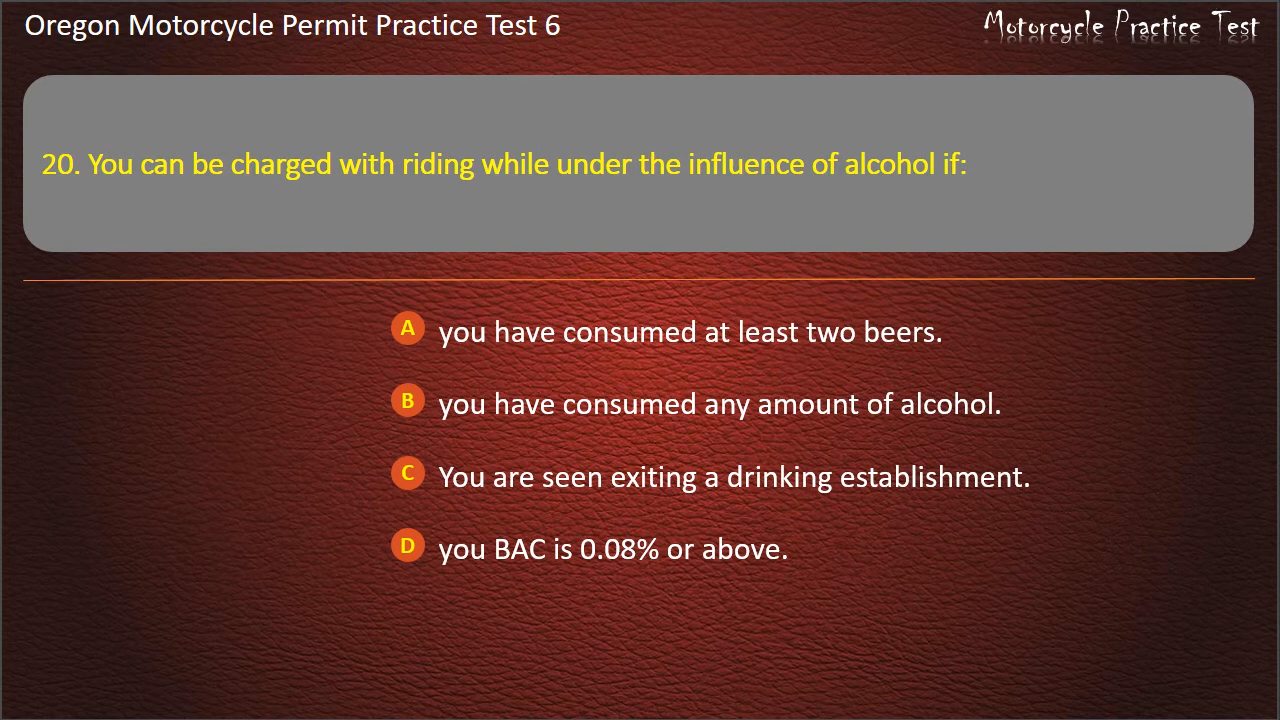 Oregon Motorcycle Permit Practice Test 6
Motorcycle Practice Test
20. You can be charged with riding while under the influence of alcohol if:
A you have consumed at least two beers.
B you have consumed any amount of alcohol.
C You are seen exiting a drinking establishment.
D you BAC is 0.08% or above.